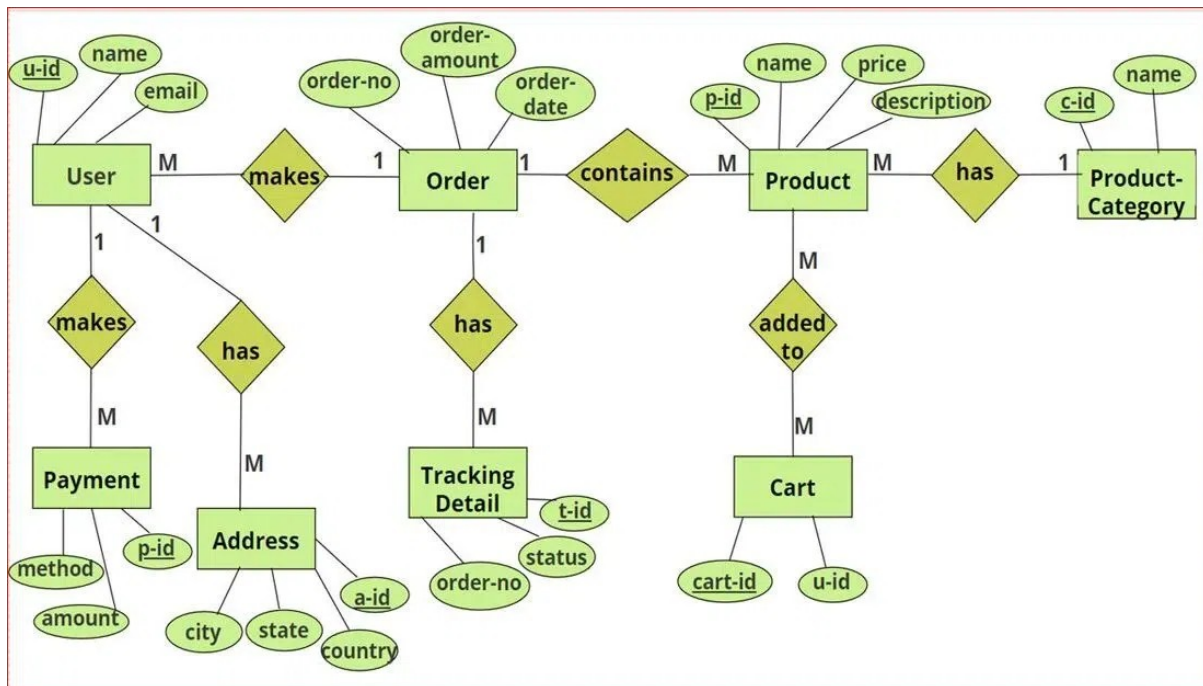 order-
amount
name
u-id
email
order-no
order-
date
name
price
p-id
description
name
c-id
User
M
makes
1
Order
1
contains
M
Product
M
has
1
Product-
Category
1
1
1
M
makes
has
has
added
to
M
M
M
M
Payment
Address
Tracking
Detail
Cart
method
amount
p-id
city
state
country
a-id
order-no
status
t-id
cart-id
u-id